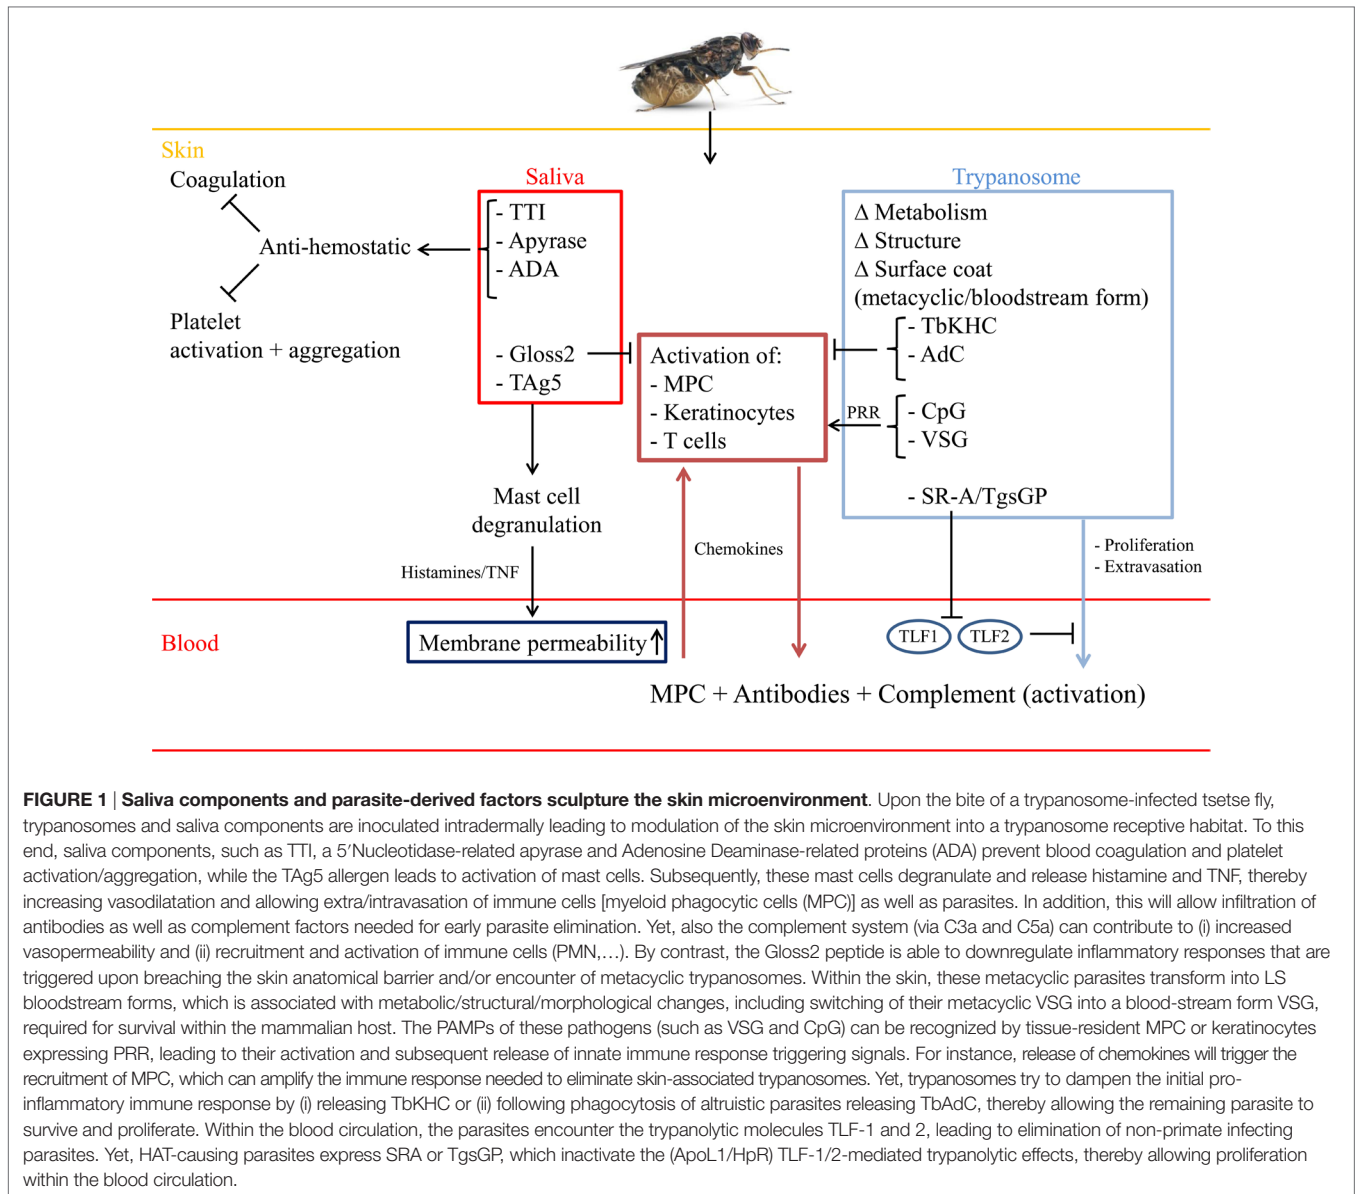 Skin
Coagulation
Anti-hemostatic
Platelet
activation + aggregation
Saliva
- TTI
- Apyrase
- ADA
- Gloss2
- TAg5
Mast cell
degranulation
Histamines/TNF
Activation of:
- MPC
- Keratinocytes
- T cells
Chemokines
Trypanosome
Δ Metabolism
Δ Structure
Δ Surface coat
(metacyclic/bloodstream form)
- TbKHC
- AdC
PRR
- CpG
- VSG
- SR-A/TgsGP
- Proliferation
- Extravasation
Blood
Membrane permeability
TLF1
TLF2
MPC + Antibodies + Complement (activation)
FIGURE 1 | Saliva components and parasite-derived factors sculpture the skin microenvironment. Upon the bite of a trypanosome-infected tsetse fly,
trypanosomes and saliva components are inoculated intradermally leading to modulation of the skin microenvironment into a trypanosome receptive habitat. To this
end, saliva components, such as TTI, a 5′Nucleotidase-related apyrase and Adenosine Deaminase-related proteins (ADA) prevent blood coagulation and platelet
activation/aggregation, while the TAg5 allergen leads to activation of mast cells. Subsequently, these mast cells degranulate and release histamine and TNF, thereby
increasing vasodilatation and allowing extra/intravasation of immune cells [myeloid phagocytic cells (MPC)] as well as parasites. In addition, this will allow infiltration of
antibodies as well as complement factors needed for early parasite elimination. Yet, also the complement system (via C3a and C5a) can contribute to (i) increased
vasopermeability and (ii) recruitment and activation of immune cells (PMN,…). By contrast, the Gloss2 peptide is able to downregulate inflammatory responses that are
triggered upon breaching the skin anatomical barrier and/or encounter of metacyclic trypanosomes. Within the skin, these metacyclic parasites transform into LS
bloodstream forms, which is associated with metabolic/structural/morphological changes, including switching of their metacyclic VSG into a blood-stream form VSG,
required for survival within the mammalian host. The PAMPs of these pathogens (such as VSG and CpG) can be recognized by tissue-resident MPC or keratinocytes
expressing PRR, leading to their activation and subsequent release of innate immune response triggering signals. For instance, release of chemokines will trigger the
recruitment of MPC, which can amplify the immune response needed to eliminate skin-associated trypanosomes. Yet, trypanosomes try to dampen the initial pro-
inflammatory immune response by (i) releasing TbKHC or (ii) following phagocytosis of altruistic parasites releasing TbAdC, thereby allowing the remaining parasite to
survive and proliferate. Within the blood circulation, the parasites encounter the trypanolytic molecules TLF-1 and 2, leading to elimination of non-primate infecting
parasites. Yet, HAT-causing parasites express SRA or TgsGP, which inactivate the (ApoL1/HpR) TLF-1/2-mediated trypanolytic effects, thereby allowing proliferation
within the blood circulation.